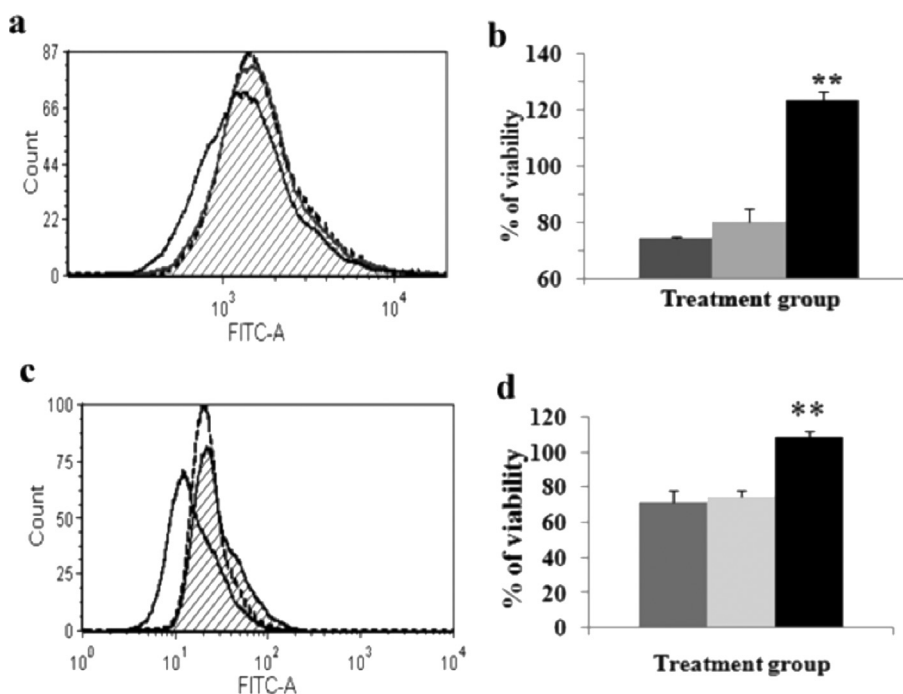 a
87
66
44
22
0
Count
10³
10⁴
FITC-A
b
140
120
100
80
60
% of viability
**
Treatment group
c
100
75
50
25
0
Count
10⁰
10¹
10²
10³
10⁴
FITC-A
d
120
100
80
60
40
20
0
% of viability
**
Treatment group